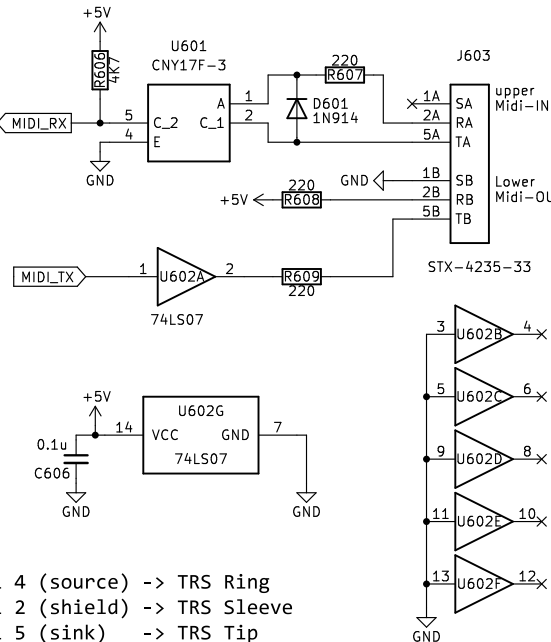 +5V
R606
4K7
U601
CNY17F-3
MIDI_RX
5
4
C_2
E
A
C_1
1
2
GND
D601
1N914
220
R607
J603
1A
2A
5A
1B
2B
5B
SA
RA
TA
SB
RB
TB
upper
Midi-IN
Lower
Midi-OU
GND
+5V
220
R608
STX-4235-33
MIDI_TX
1
U602A
2
74LS07
R609
220
3
U602B
4
5
U602C
6
9
U602D
8
11
U602E
10
13
U602F
12
GND
+5V
0.1u
C606
GND
14
U602G
VCC
GND
74LS07
7
GND
4 (source) -> TRS Ring
2 (shield) -> TRS Sleeve
5 (sink) -> TRS Tip